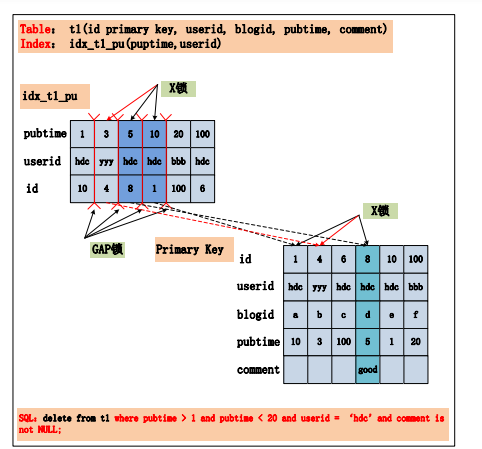 Table: t1(id primary key, userid, blogid, pubtime, comment)
Index: idx_t1_pu(puptime,userid)
X锁
idx_t1_pu
pubtime 1 3 5 10 20 100
userid hdc yyy hdc hdc bbb hdc
id 10 4 8 1 100 6
X锁
GAP锁
Primary Key
id 1 4 6 8 10 100
userid hdc yyy hdc hdc hdc bbb
blogid a b c d e f
pubtime 10 3 100 5 1 20
comment good
SQL: delete from t1 where pubtime > 1 and pubtime < 20 and userid = ‘hdc’ and comment is
not NULL;